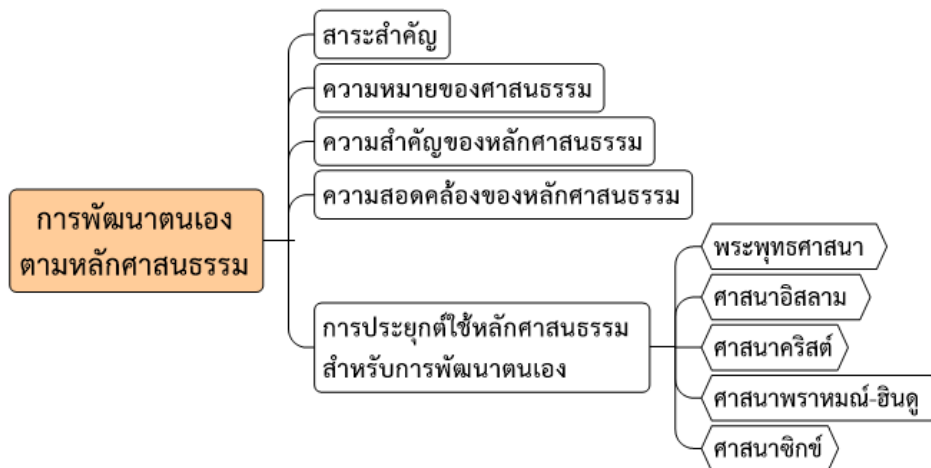 สาระสำคัญ
ความหมายของศาสนธรรม
ความสำคัญของหลักศาสนธรรม
ความสอดคล้องของหลักศาสนธรรม
การพัฒนาตนเอง
ตามหลักศาสนธรรม
การประยุกต์ใช้หลักศาสนธรรม
สำหรับการพัฒนาตนเอง
พระพุทธศาสนา
ศาสนาอิสลาม
ศาสนาคริสต์
ศาสนาพราหมณ์-ฮินดู
ศาสนาซิกข์